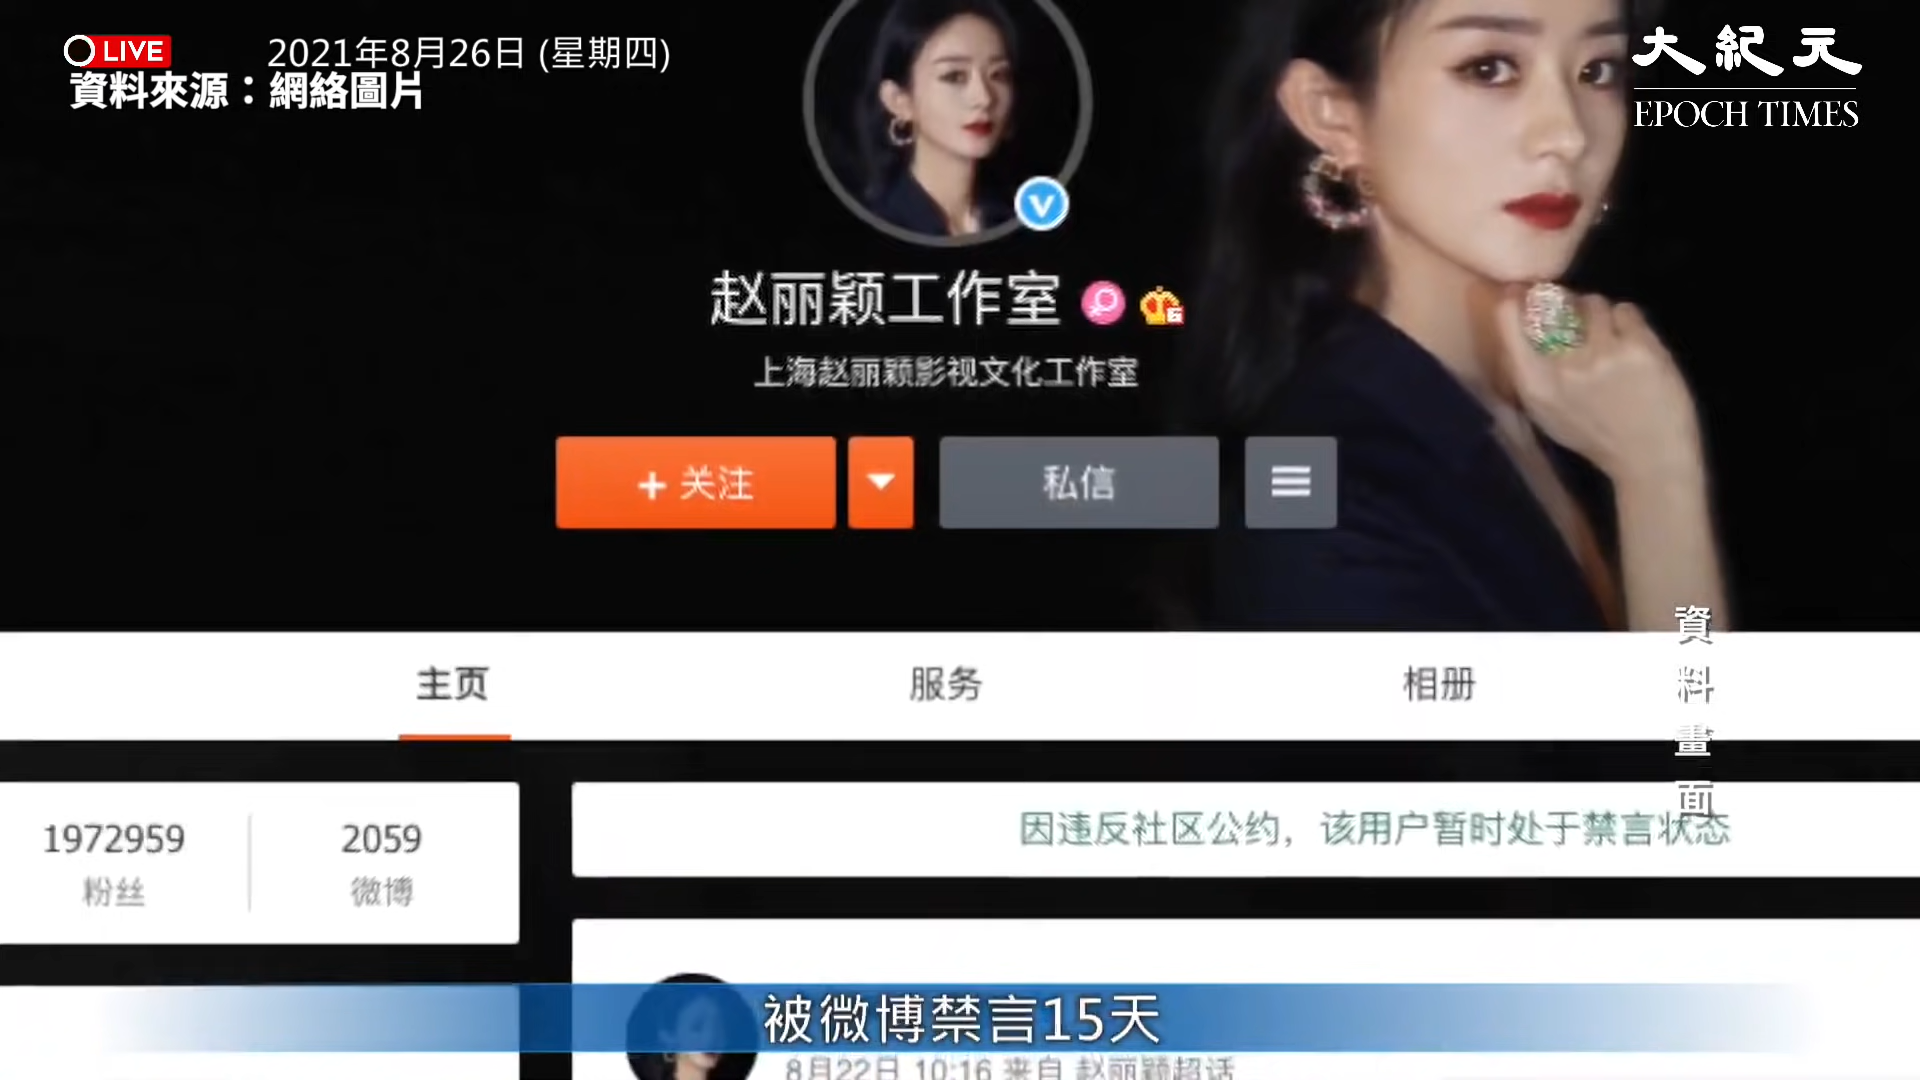 LIVE
2021年8月26日 (星期四)
資料來源：網絡圖片
大紀元
EPOCH TIMES
赵丽颖工作室
上海赵丽颖影视文化工作室
+ 关注
私信
主页
服务
相册
資料畫面
1972959
粉丝
2059
微博
因违反社区公约，该用户暂时处于禁言状态
被微博禁言15天
8月22日 10:16 来自 赵丽颖超话